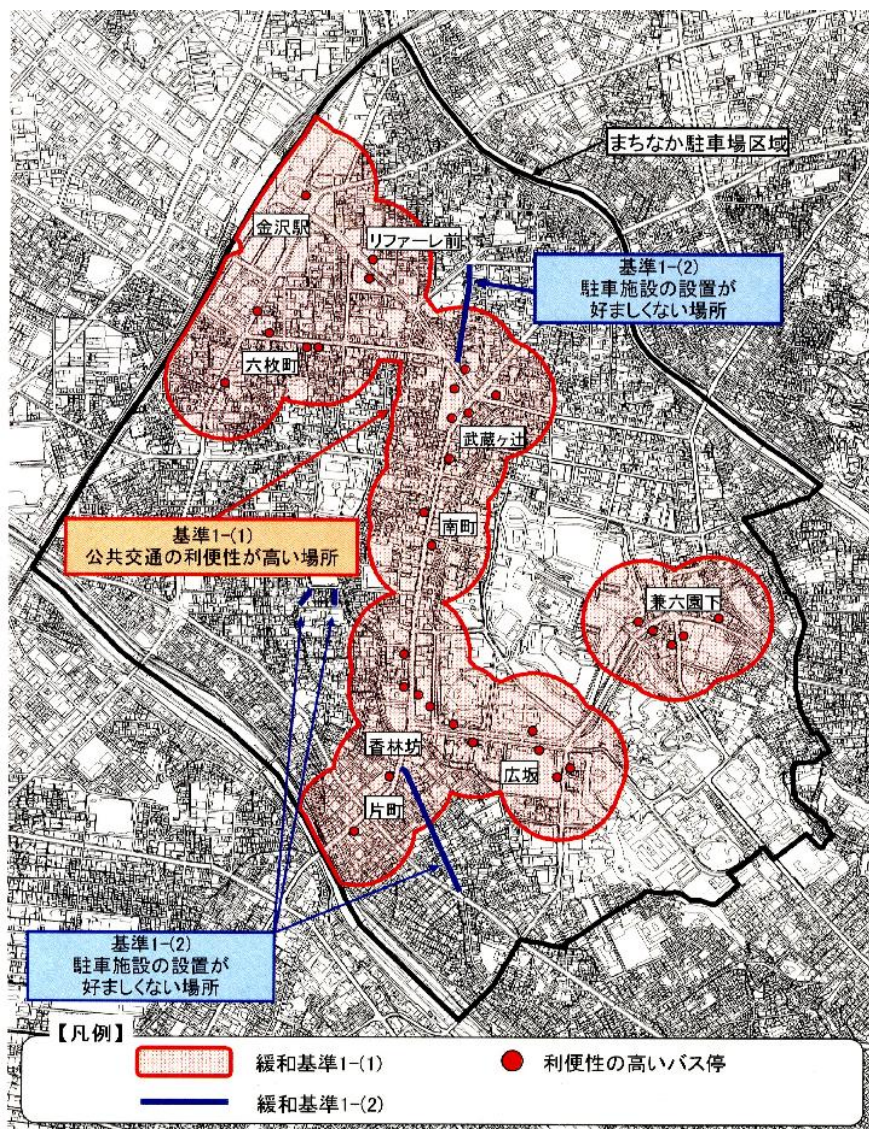 まちなか駐車場区域
金沢駅
リファーレ前
基準1-(2)
駐車施設の設置が
好ましくない場所
六枚町
武蔵ヶ辻
基準1-(1)
公共交通の利便性が高い場所
南町
兼六園下
香林坊
広坂
片町
基準1-(2)
駐車施設の設置が
好ましくない場所
【凡例】
緩和基準1-(1)
利便性の高いバス停
緩和基準1-(2)